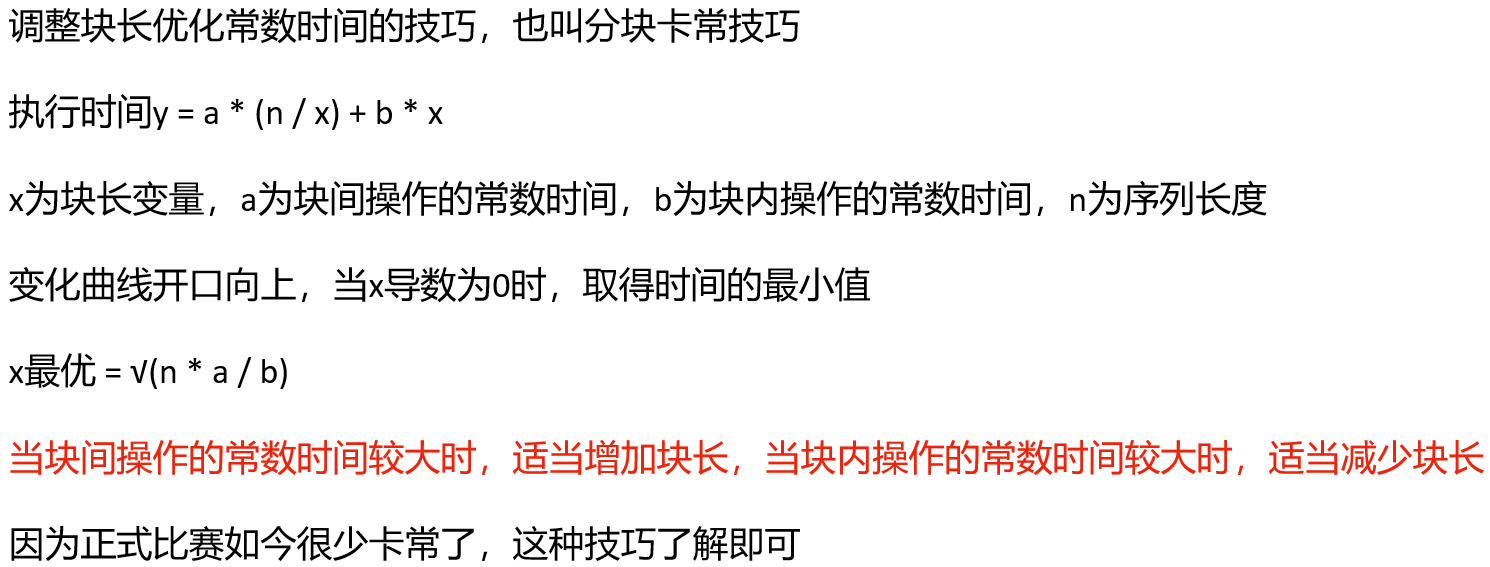 调整块长优化常数时间的技巧，也叫分块卡常技巧
执行时间y = a * (n / x) + b * x
x为块长变量，a为块间操作的常数时间，b为块内操作的常数时间，n为序列长度
变化曲线开口向上，当x导数为0时，取得时间的最小值
x最优 = √(n * a / b)
当块间操作的常数时间较大时，适当增加块长，当块内操作的常数时间较大时，适当减少块长
因为正式比赛如今很少卡常了，这种技巧了解即可